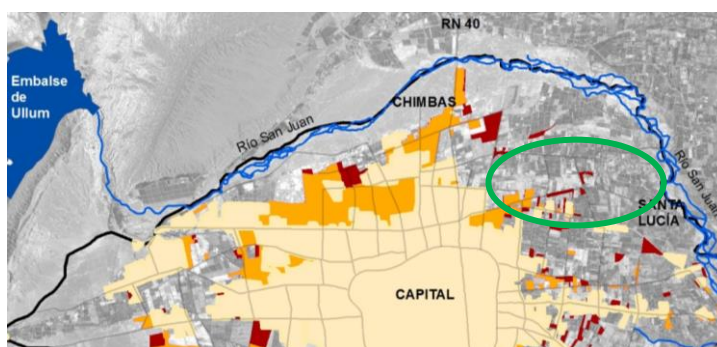 RN 40
Embalse
de
Ullum
CHIMBAS
Río San Juan
Río San Juan
SANTA
LUCÍA
CAPITAL